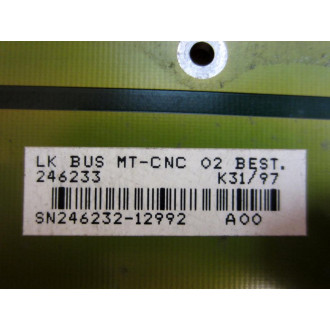 LK BUS MT-CNC 02 BEST.
246233 K31/97
SN246232-12992 A00